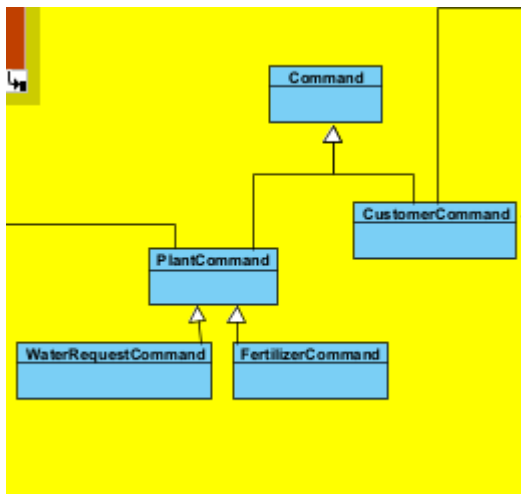 Command
CustomerCommand
PlantCommand
WaterRequestCommand
FertilizerCommand